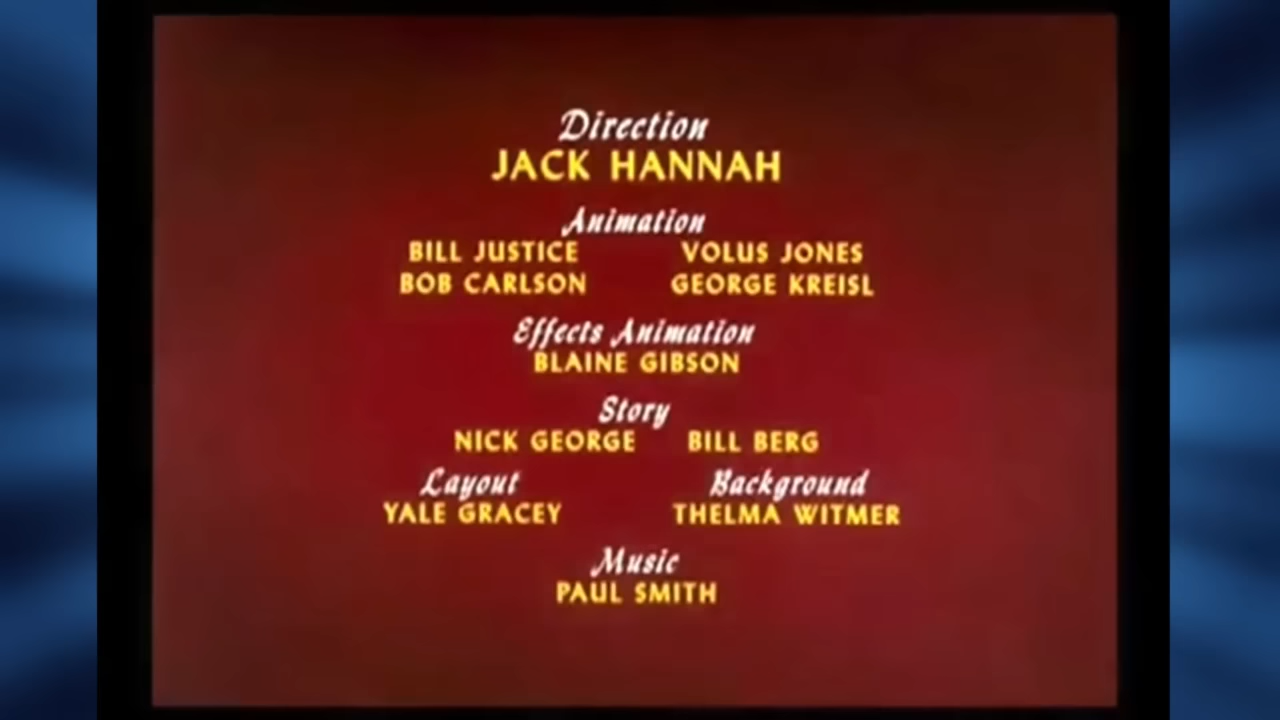 Direction
JACK HANNAH
Animation
BILL JUSTICE VOLUS JONES
BOB CARLSON GEORGE KREISL
Effects Animation
BLAINE GIBSON
Story
NICK GEORGE BILL BERG
Layout Background
YALE GRACEY THELMA WITMER
Music
PAUL SMITH